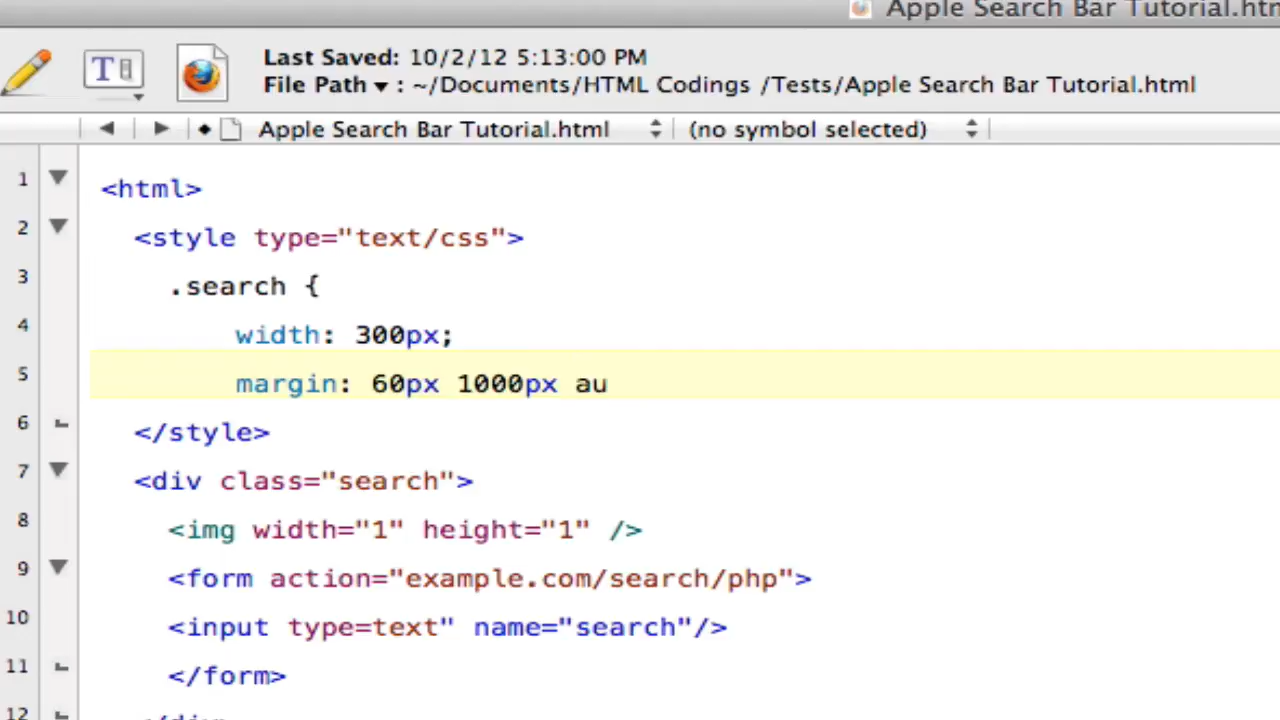 Apple Search Bar Tutorial.htm
Last Saved: 10/2/12 5:13:00 PM
File Path ▾ : ~/Documents/HTML Codings /Tests/Apple Search Bar Tutorial.html
Apple Search Bar Tutorial.html (no symbol selected)
1 <html>
2 <style type="text/css">
3 .search {
4 width: 300px;
5 margin: 60px 1000px au
6 </style>
7 <div class="search">
8 <img width="1" height="1" />
9 <form action="example.com/search/php">
10 <input type=text" name="search"/>
11 </form>
12 </div>